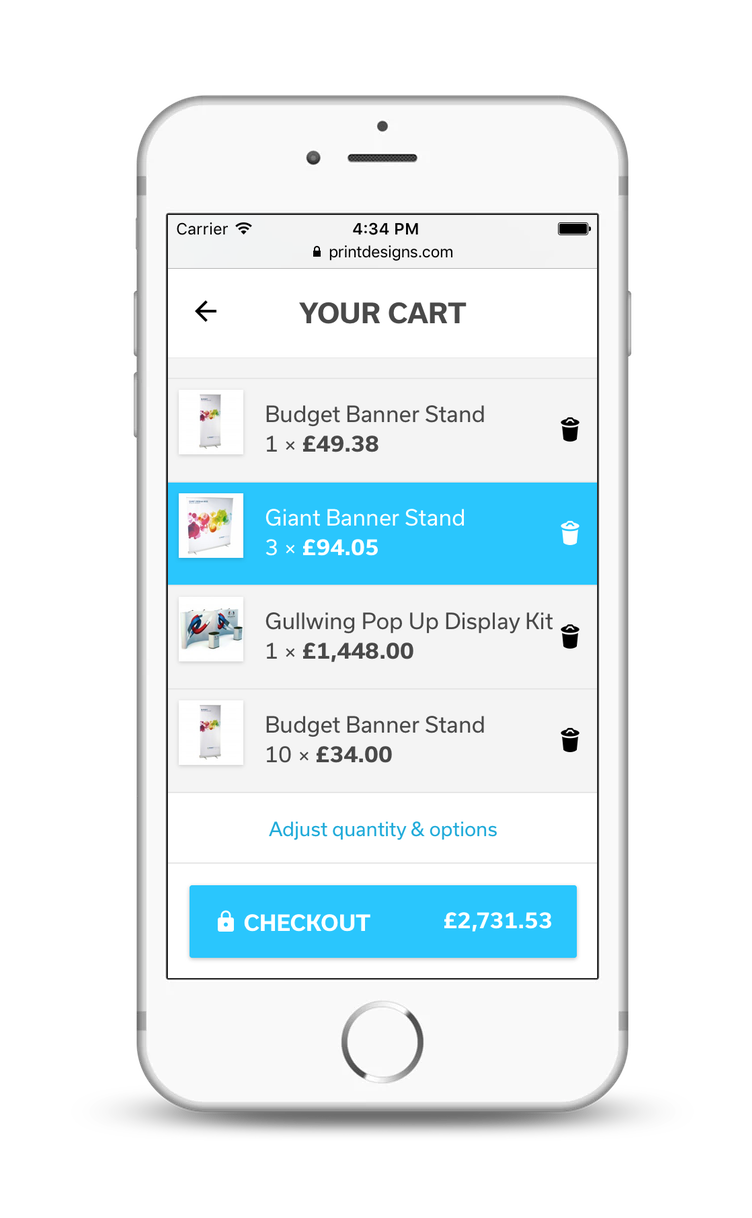 Carrier 4:34 PM
printdesigns.com
YOUR CART
Budget Banner Stand
1 × £49.38
Giant Banner Stand
3 × £94.05
Gullwing Pop Up Display Kit
1 × £1,448.00
Budget Banner Stand
10 × £34.00
Adjust quantity & options
CHECKOUT £2,731.53